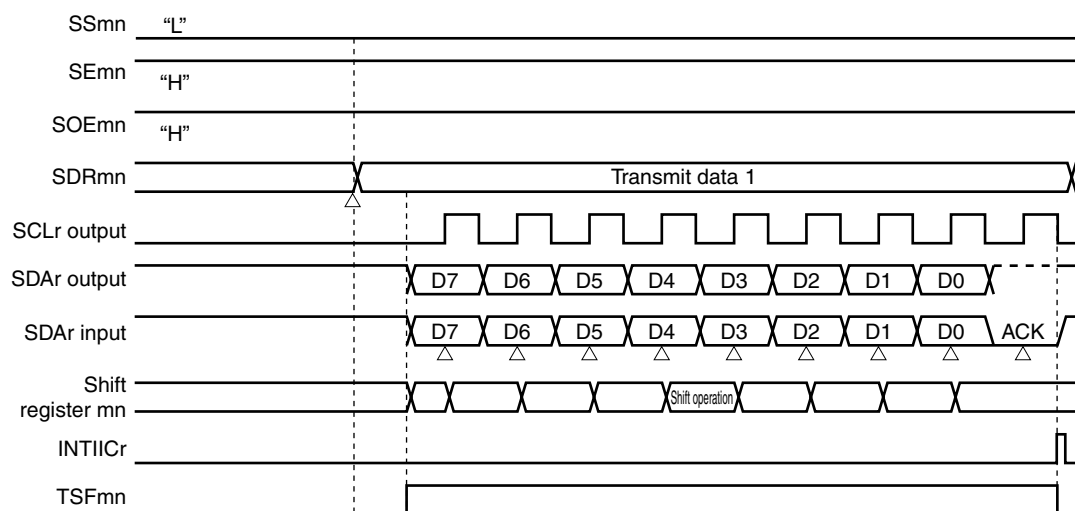 SSmn “L”
SEmn “H”
SOEmn “H”
SDRmn Transmit data 1
SCLr output
SDAr output D7 D6 D5 D4 D3 D2 D1 D0
SDAr input D7 D6 D5 D4 D3 D2 D1 D0 ACK
Shift
register mn Shift operation
INTIICr
TSFmn